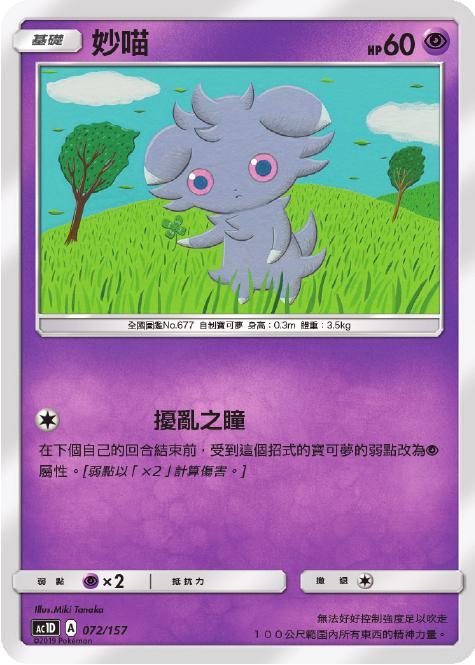 基礎 妙喵 HP60
全國圖鑑No.677 自制寶可夢 身高：0.3m 體重：3.5kg
擾亂之瞳
在下個自己的回合結束前，受到這個招式的寶可夢的弱點改為
屬性。[弱點以「×2」計算傷害。]
弱點 ×2 抵抗力 撤退
Illus.Miki Tanaka
AC1D A 072/157
©2019 Pokémon
無法好好控制強度足以吹走
１００公尺範圍內所有東西的精神力量。